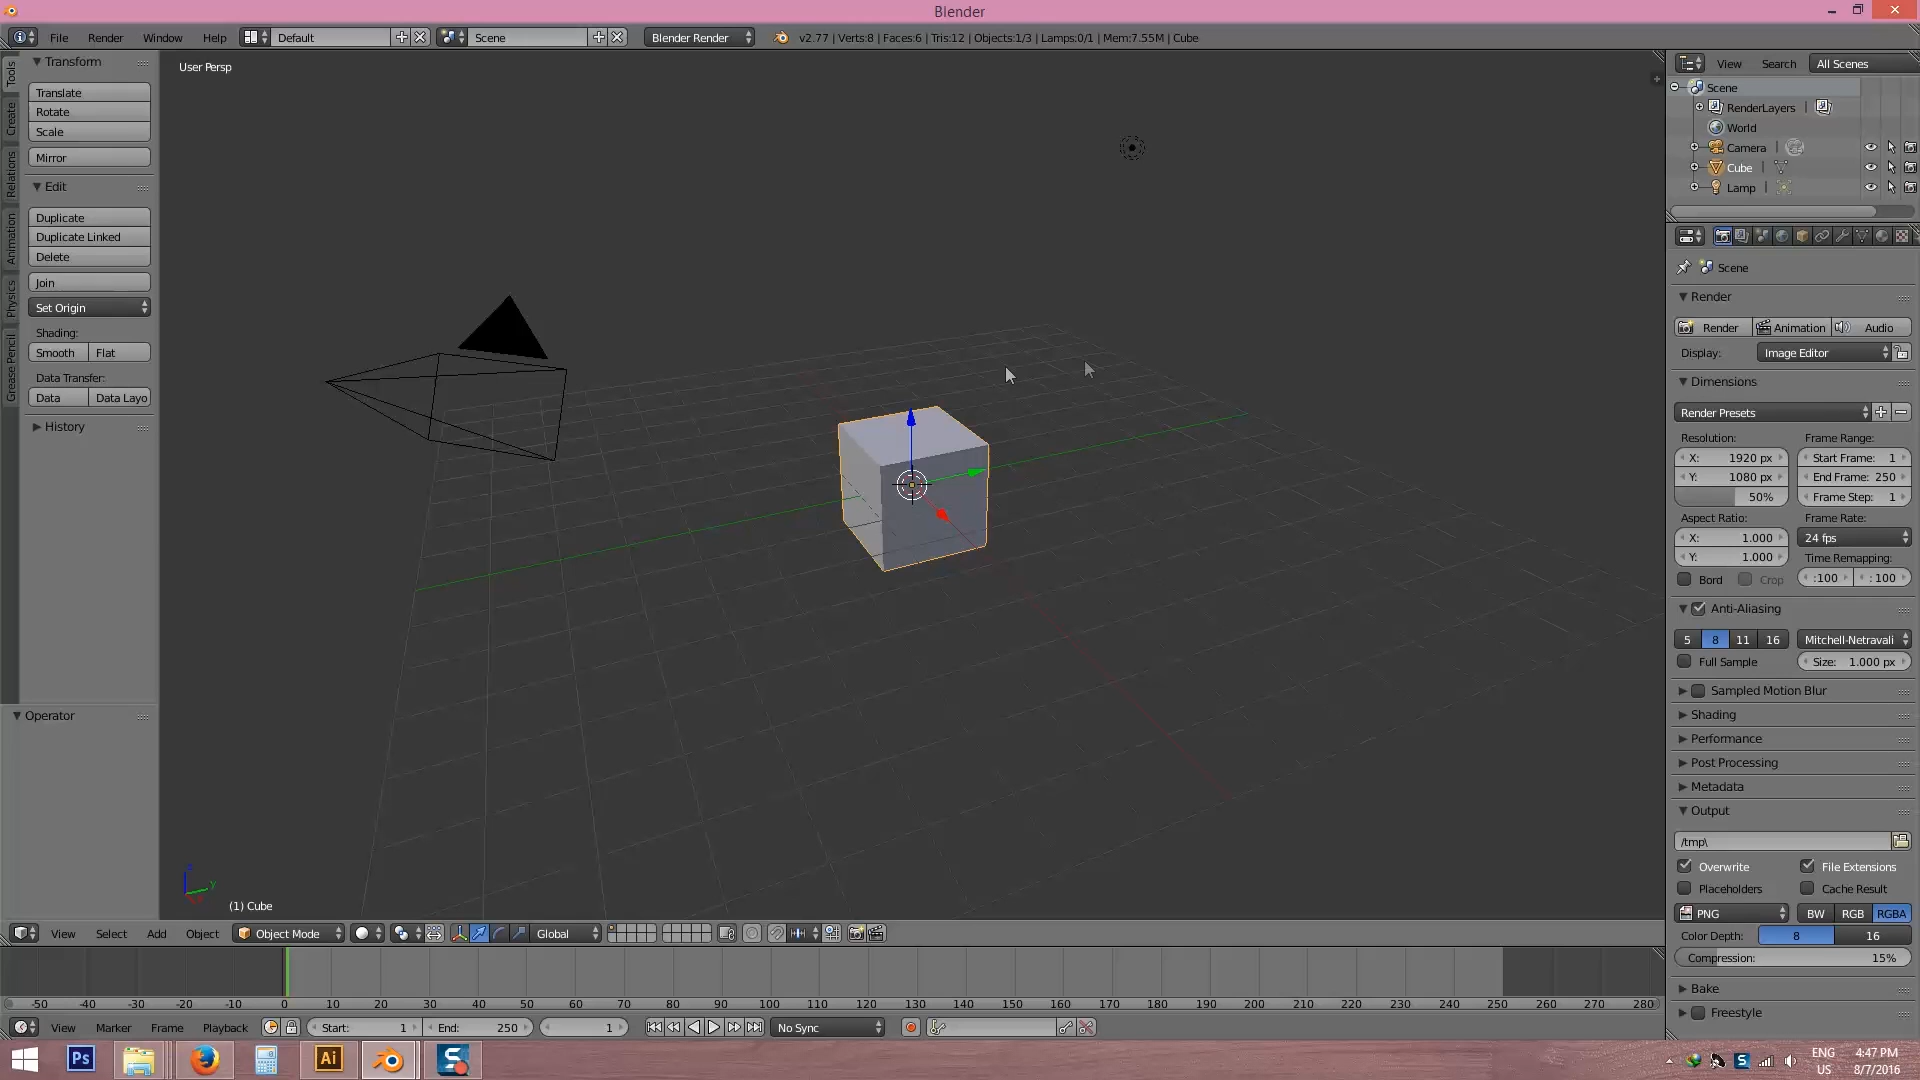 Blender
File Render Window Help Default Scene Blender Render v2.77 | Verts:8 | Faces:6 | Tris:12 | Objects:1/3 | Lamps:0/1 | Mem:7.55M | Cube
Tools
Create
Relations
Animation
Physics
Grease Pencil
Transform
Translate
Rotate
Scale
Mirror
Edit
Duplicate
Duplicate Linked
Delete
Join
Set Origin
Shading:
Smooth Flat
Data Transfer:
Data Data Layo
History
Operator
User Persp
z
y
(1) Cube
View Select Add Object Object Mode Global
-50 -40 -30 -20 -10 0 10 20 30 40 50 60 70 80 90 100 110 120 130 140 150 160 170 180 190 200 210 220 230 240 250 260 270 280
View Marker Frame Playback Start: 1 End: 250 1 No Sync
View Search All Scenes
Scene
RenderLayers |
World
Camera |
Cube |
Lamp |
Scene
Render
Render Animation Audio
Display: Image Editor
Dimensions
Render Presets
Resolution: Frame Range:
X: 1920 px Start Frame: 1
Y: 1080 px End Frame: 250
50% Frame Step: 1
Aspect Ratio: Frame Rate:
X: 1.000 24 fps
Y: 1.000 Time Remapping:
Bord Crop :100 : 100
Anti-Aliasing
5 8 11 16 Mitchell-Netravali
Full Sample Size: 1.000 px
Sampled Motion Blur
Shading
Performance
Post Processing
Metadata
Output
/tmp\
Overwrite File Extensions
Placeholders Cache Result
PNG BW RGB RGBA
Color Depth: 8 16
Compression: 15%
Bake
Freestyle
Ps Ai S S ENG 4:47 PM
US 8/7/2016